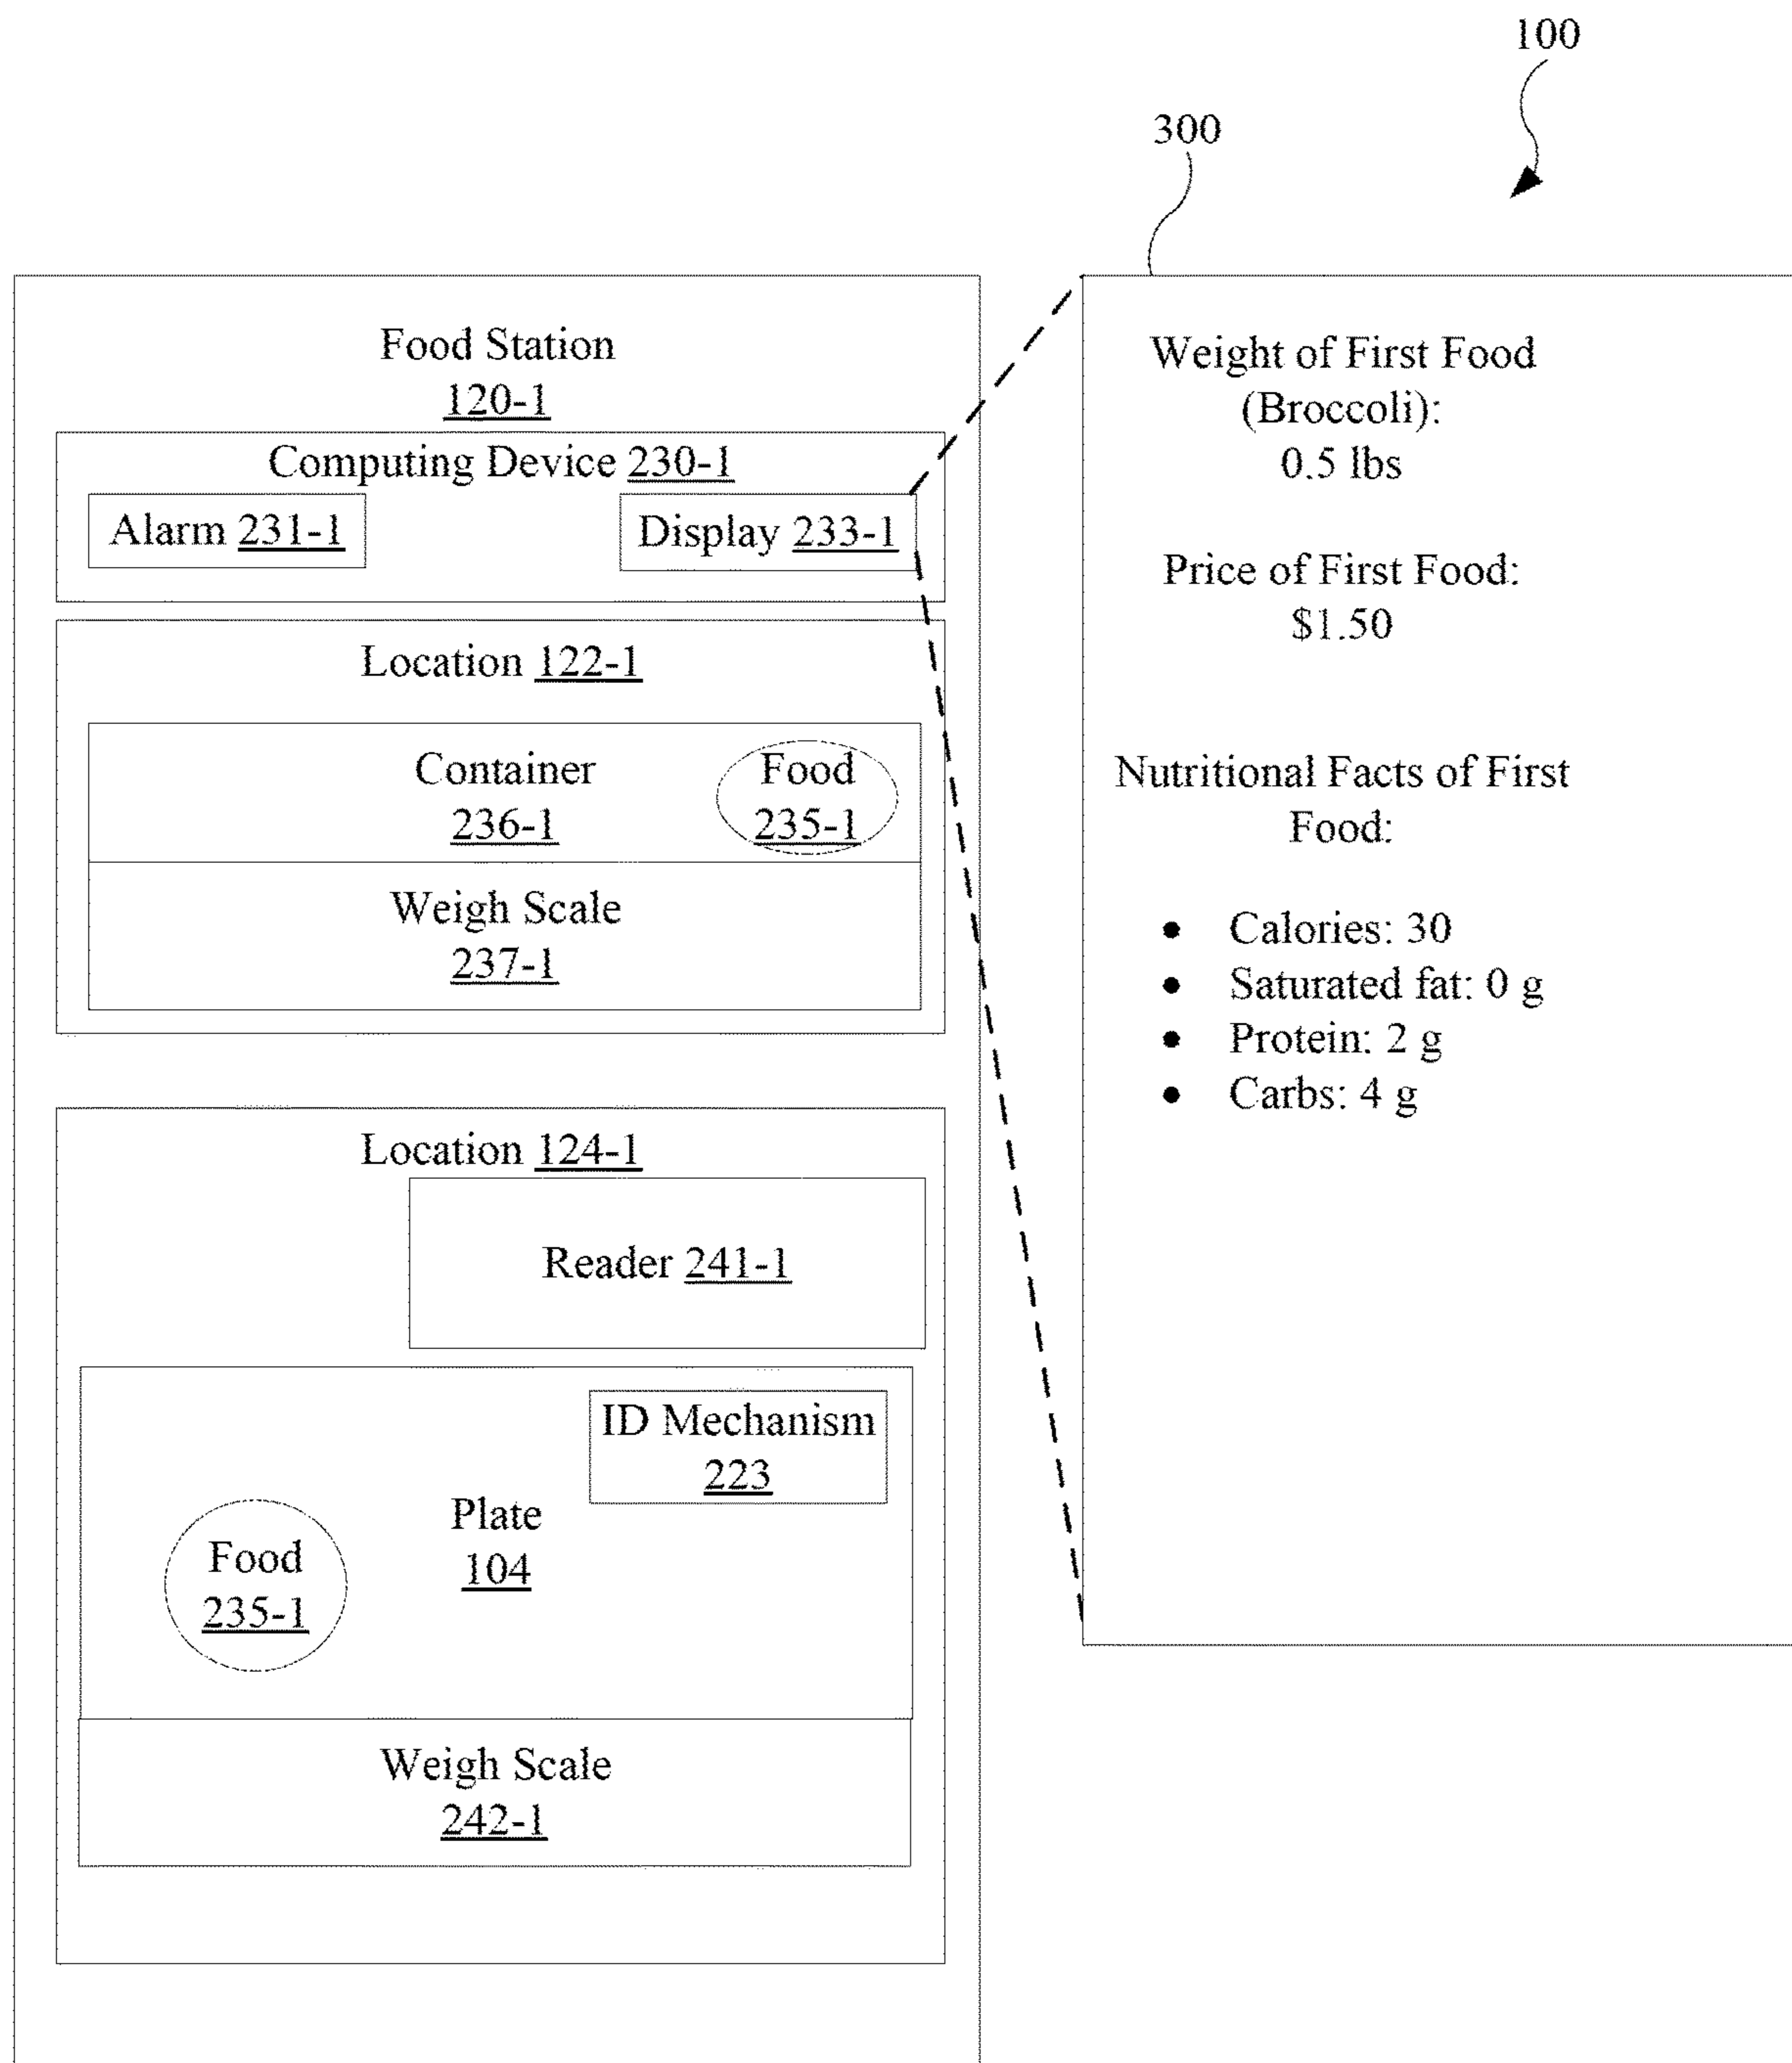 100
300
Food Station
120-1
Computing Device 230-1
Alarm 231-1
Display 233-1
Location 122-1
Container
236-1
Food
235-1
Weigh Scale
237-1
Location 124-1
Reader 241-1
ID Mechanism
223
Plate
104
Food
235-1
Weigh Scale
242-1
Weight of First Food
(Broccoli):
0.5 lbs
Price of First Food:
$1.50
Nutritional Facts of First
Food:
• Calories: 30
• Saturated fat: 0 g
• Protein: 2 g
• Carbs: 4 g